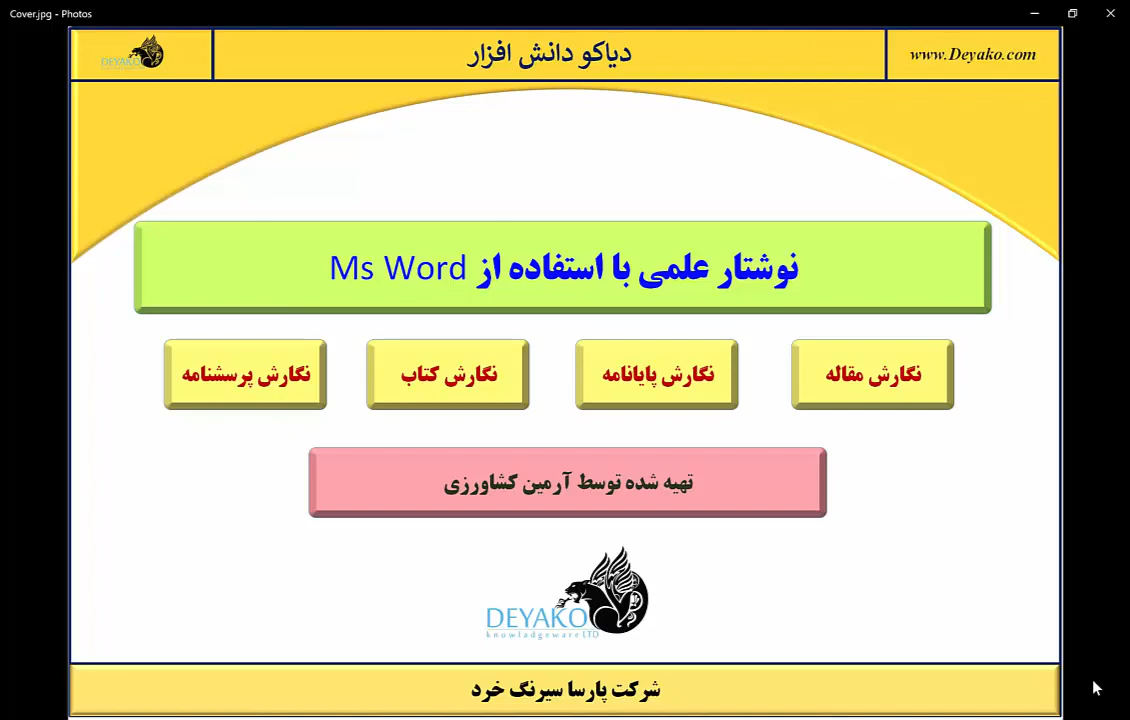 Cover.jpg - Photos
DEYAKO
دیاکو دانش افزار
www.Deyako.com
نوشتار علمی با استفاده از Ms Word
نگارش مقاله
نگارش پایانامه
نگارش کتاب
نگارش پرسشنامه
تهیه شده توسط آرمین کشاورزی
DEYAKO
knowladgeware LTD
شرکت پارسا سیرنگ خرد